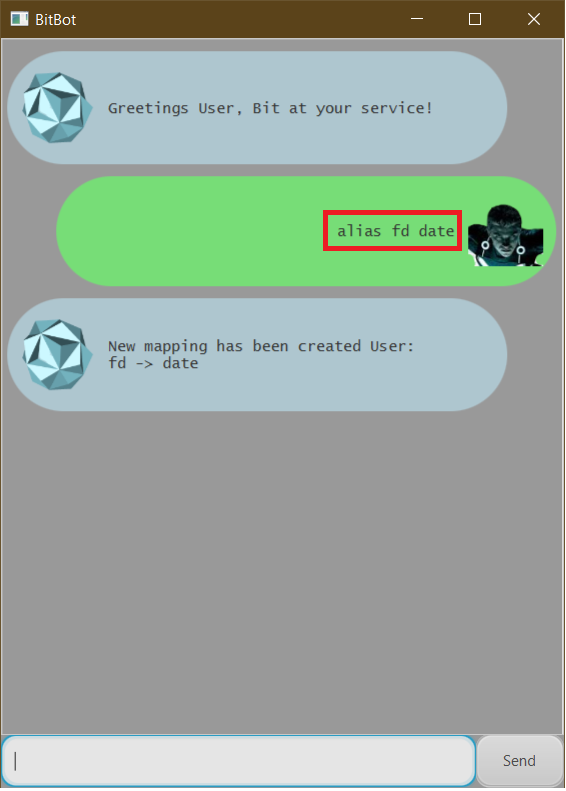 BitBot
Greetings User, Bit at your service!
alias fd date
New mapping has been created User:
fd -> date
Send